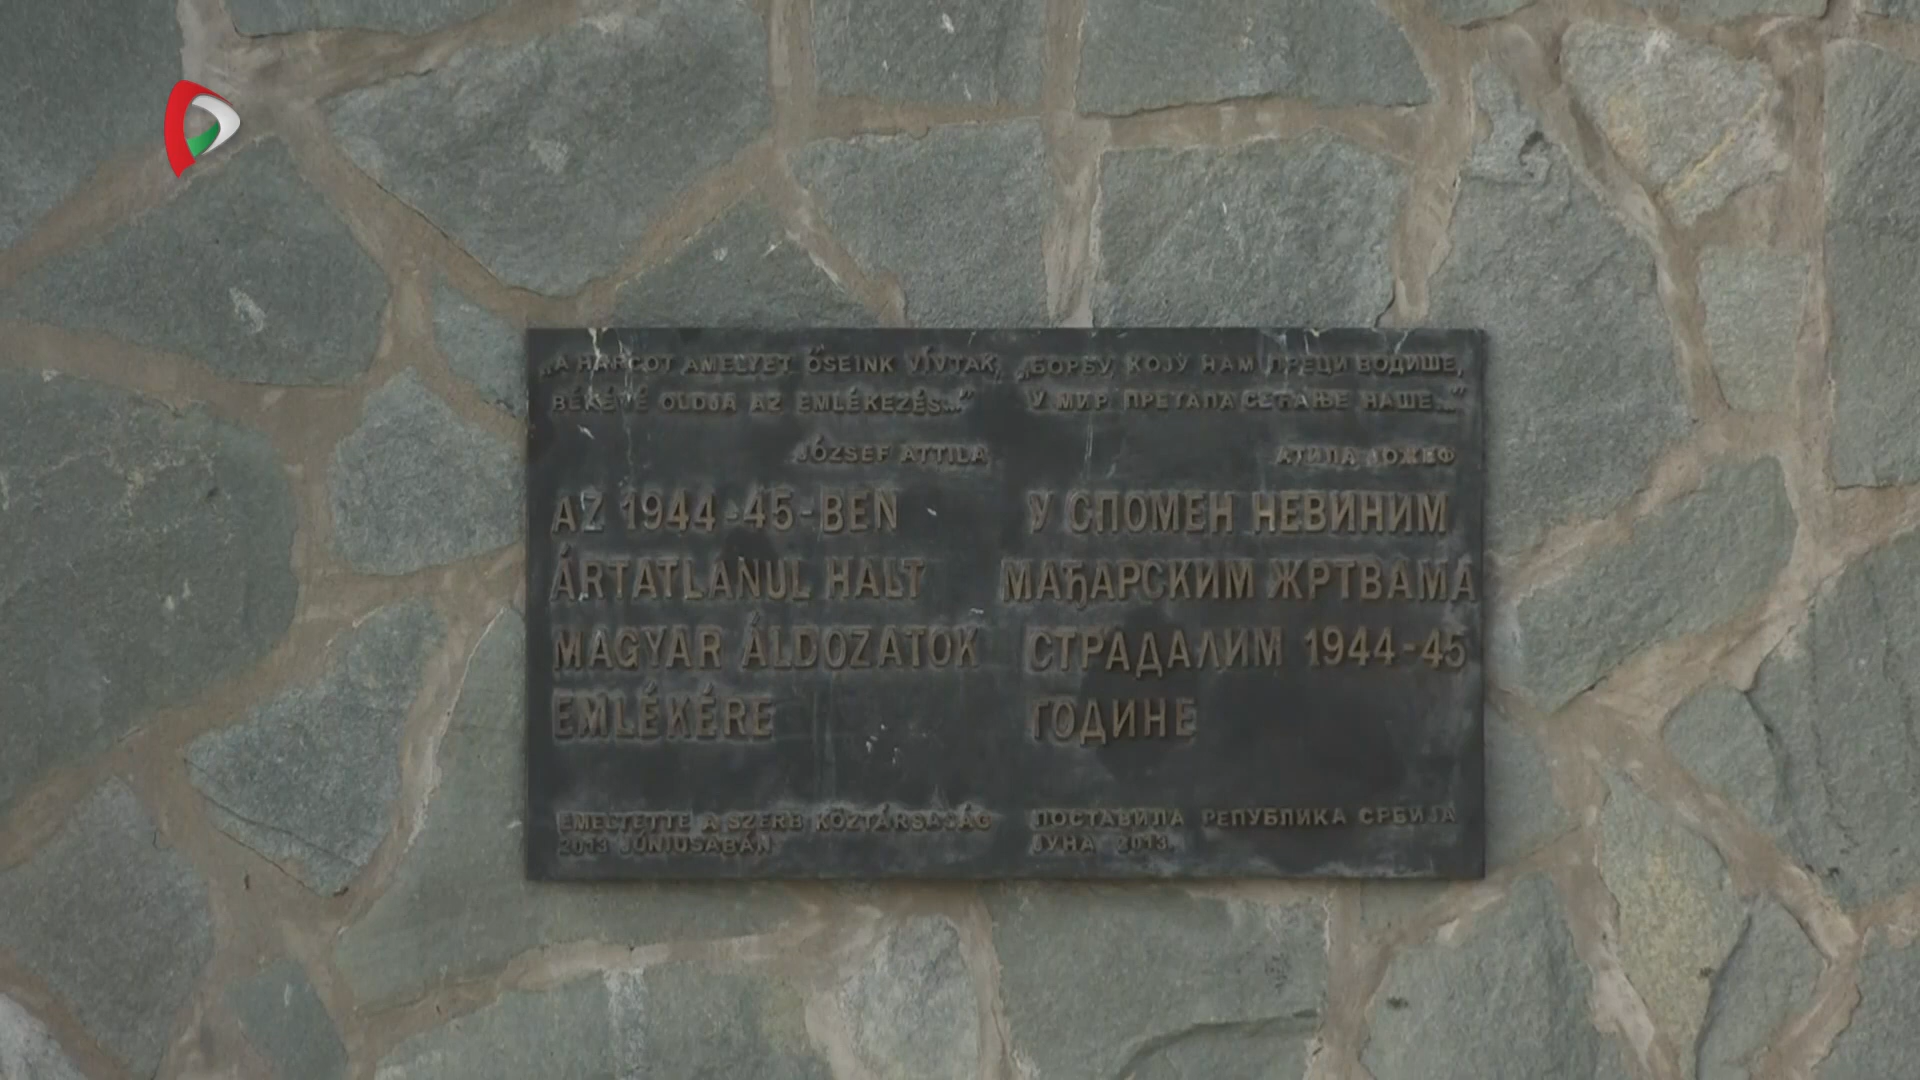 „A HARCOT AMELYET ŐSEINK VÍVTAK,
BÉKÉVÉ OLDJA AZ EMLÉKEZÉS..."
JÓZSEF ATTILA
AZ 1944-45-BEN
ÁRTATLANUL HALT
MAGYAR ÁLDOZATOK
EMLÉKÉRE
EMELTETTE A SZERB KÖZTÁRSASÁG
2013 JÚNIUSÁBAN
„БОРБУ, КОЈУ НАМ ПРЕЦИ ВОДИШЕ,
У МИР ПРЕТАПА СЕЋАЊЕ НАШЕ..."
АТИЛА ЈОЖЕФ
У СПОМЕН НЕВИНИМ
МАЂАРСКИМ ЖРТВАМА
СТРАДАЛИМ 1944-45
ГОДИНЕ
ПОСТАВИЛА РЕПУБЛИКА СРБИЈА
ЈУНА 2013.